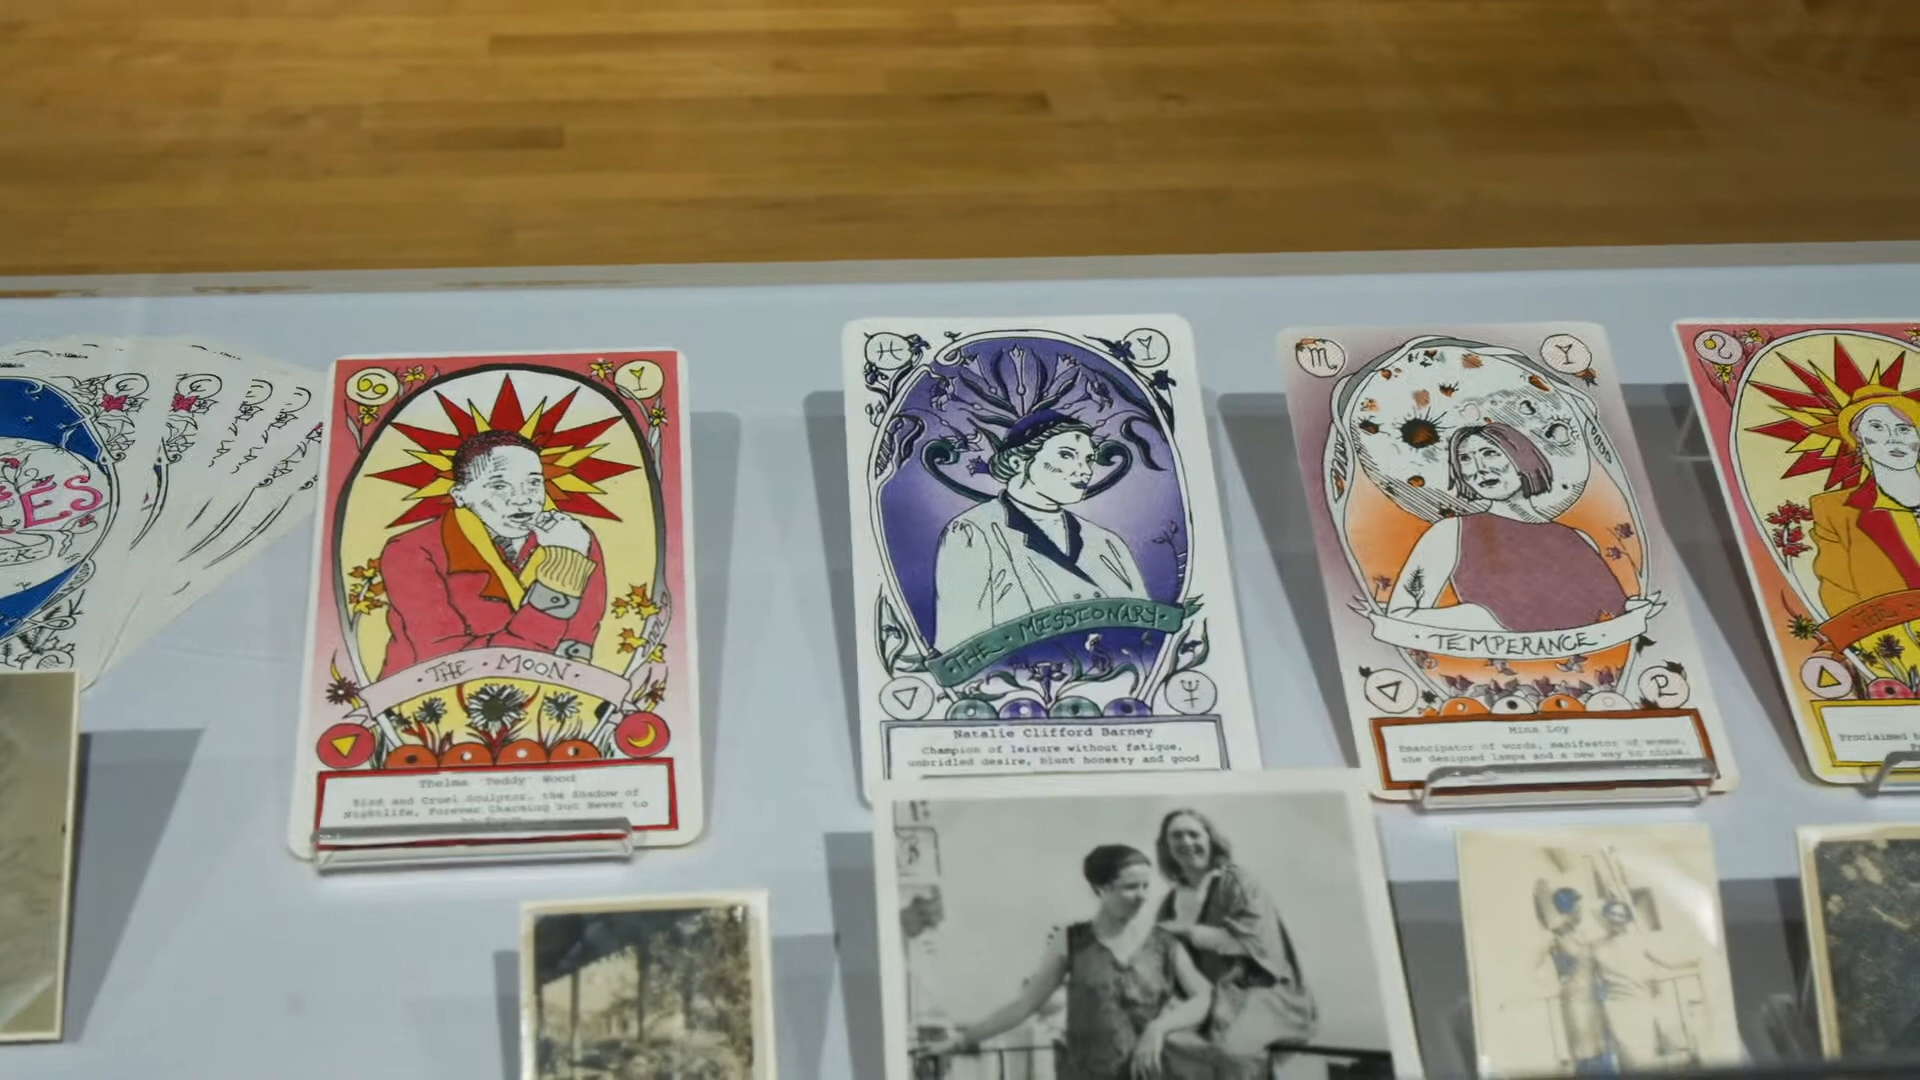 ES
THE · MOON ·
Thelma 'Teddy' Wood
Kind and Cruel Sculptor, the Shadow of
Nightlife, Forever Charming but Never to
THE · MISSIONARY ·
Natalie Clifford Barney
Champion of leisure without fatigue,
unbridled desire, blunt honesty and good
· TEMPERANCE ·
Mina Loy
Emancipator of words, manifestor of women,
she designed lamps and a new way to think.
THE
Proclaimed